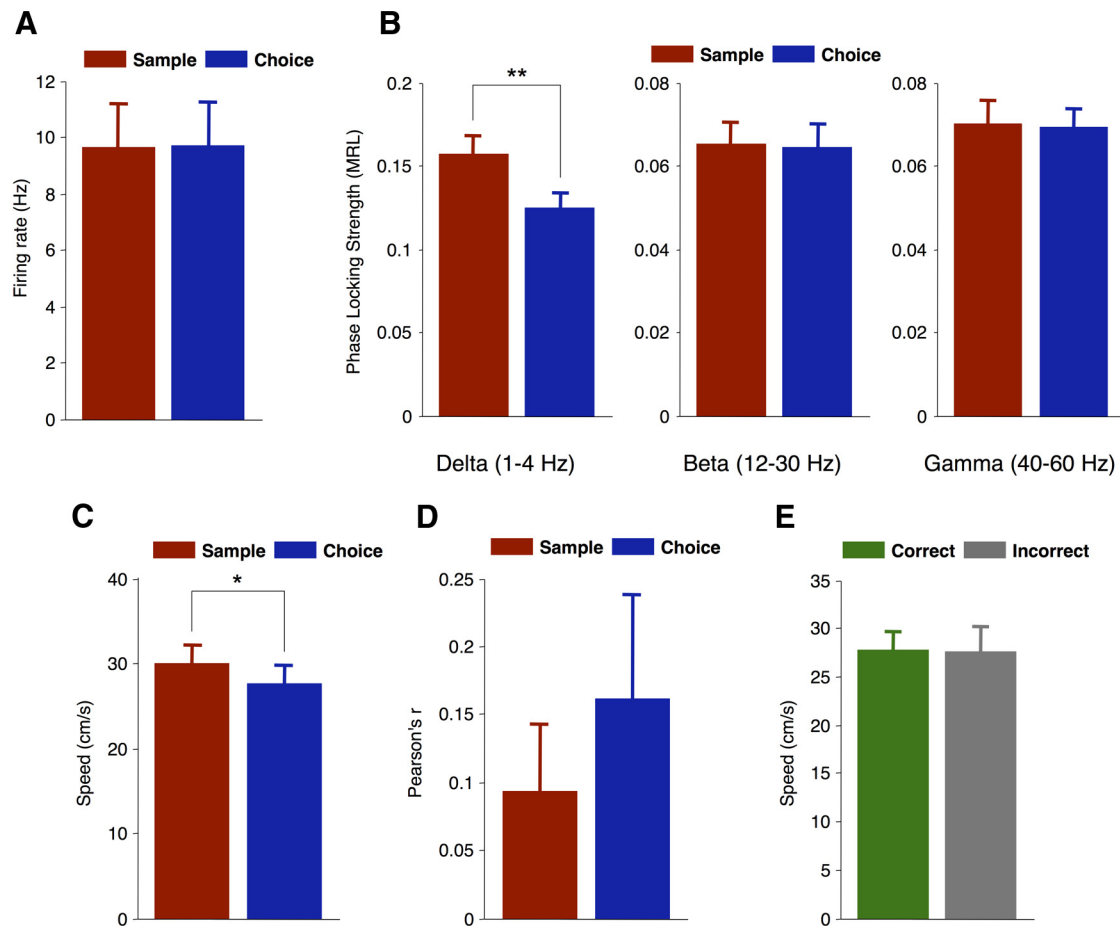 A
Sample Choice
Firing rate (Hz)
12
10
8
6
4
2
0
B
Sample Choice
Phase Locking Strength (MRL)
**
0.2
0.15
0.1
0.05
0
Delta (1-4 Hz)
0.08
0.06
0.04
0.02
0
Beta (12-30 Hz)
0.08
0.06
0.04
0.02
0
Gamma (40-60 Hz)
C
Sample Choice
Speed (cm/s)
*
40
30
20
10
0
D
Sample Choice
Pearson's r
0.25
0.2
0.15
0.1
0.05
0
E
Correct Incorrect
Speed (cm/s)
35
30
25
20
15
10
5
0